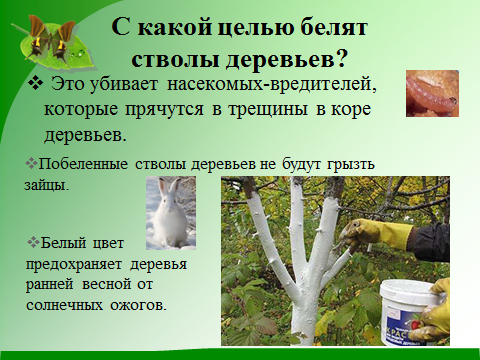 С какой целью белят
стволы деревьев?
❖ Это убивает насекомых-вредителей,
которые прячутся в трещины в коре
деревьев.
❖Побеленные стволы деревьев не будут грызть
зайцы.
❖Белый цвет
предохраняет деревья
ранней весной от
солнечных ожогов.